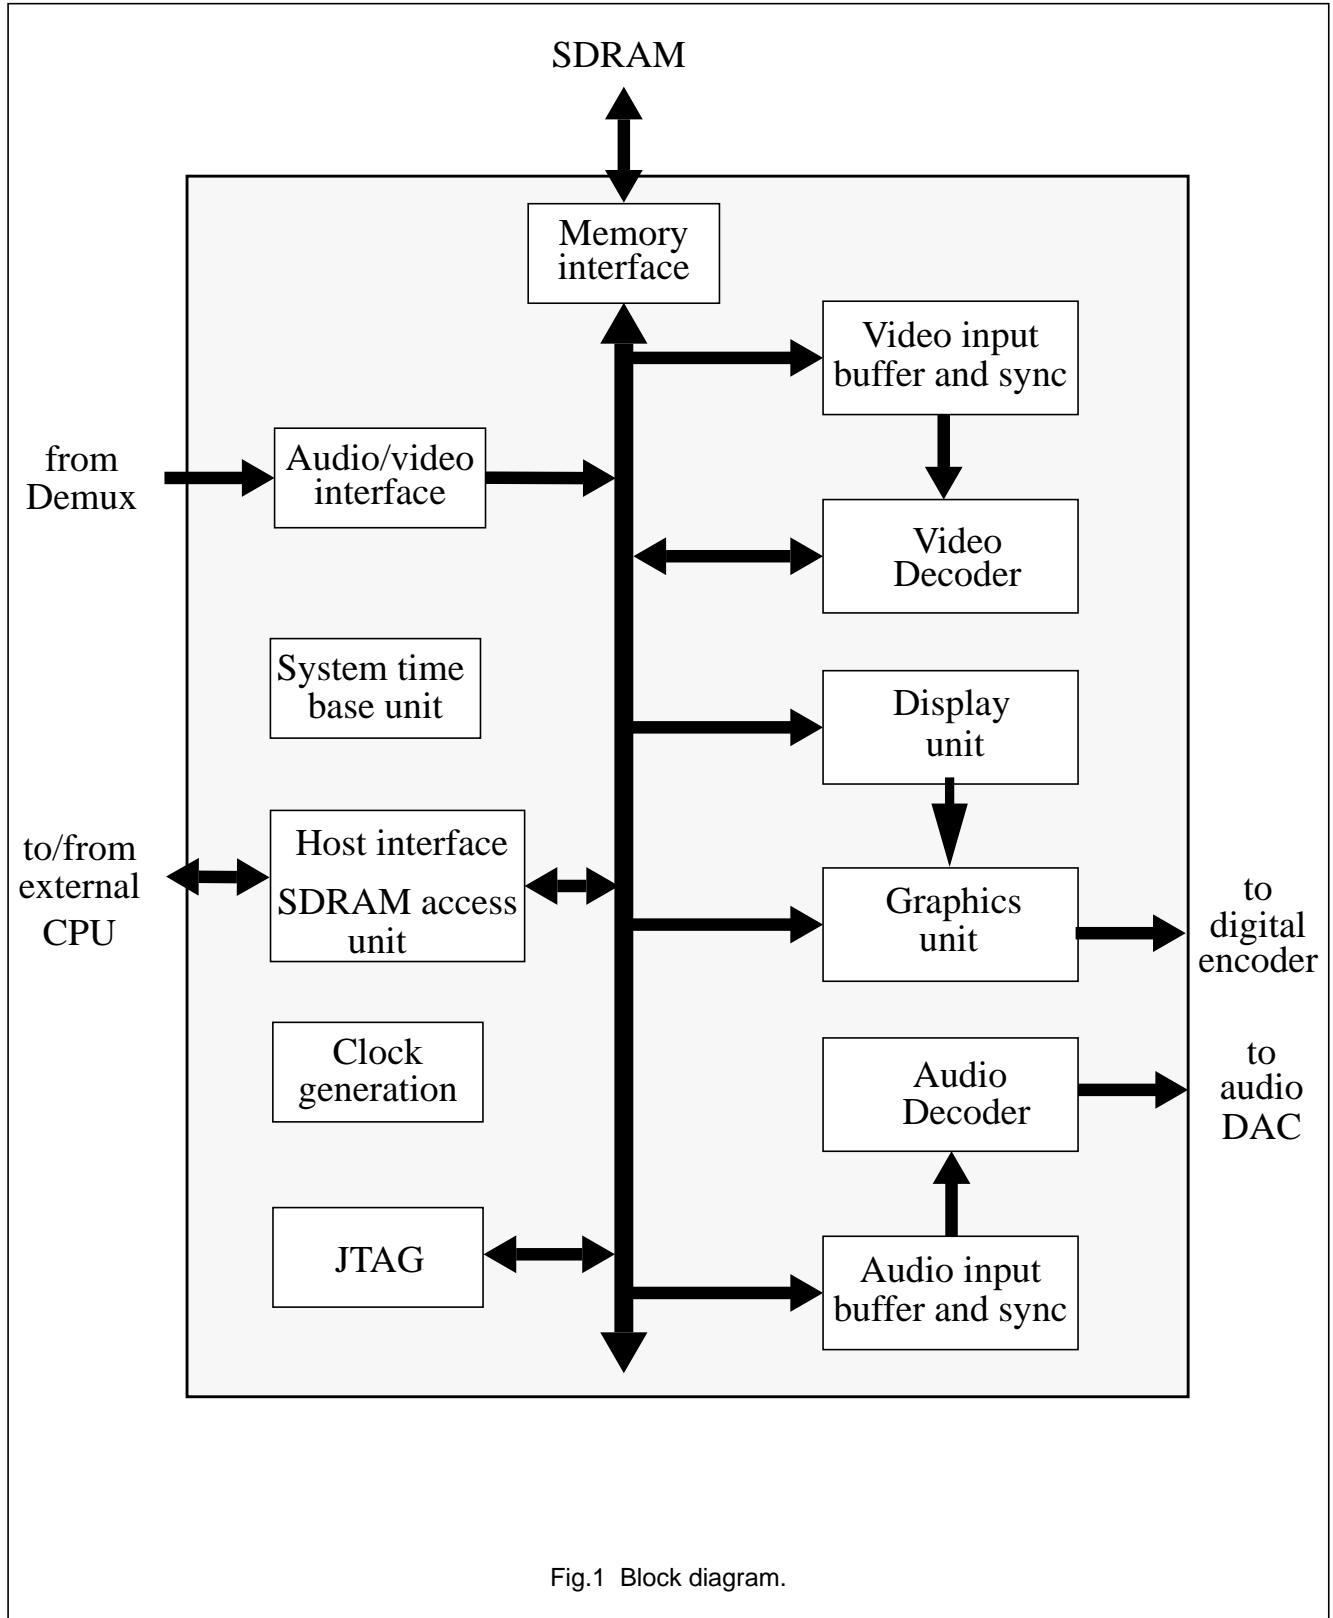 SDRAM
Memory
interface
Video input
buffer and sync
from
Demux
Audio/video
interface
Video
Decoder
System time
base unit
Display
unit
to/from
external
CPU
Host interface
SDRAM access
unit
Graphics
unit
to
digital
encoder
Clock
generation
Audio
Decoder
to
audio
DAC
JTAG
Audio input
buffer and sync
Fig.1 Block diagram.